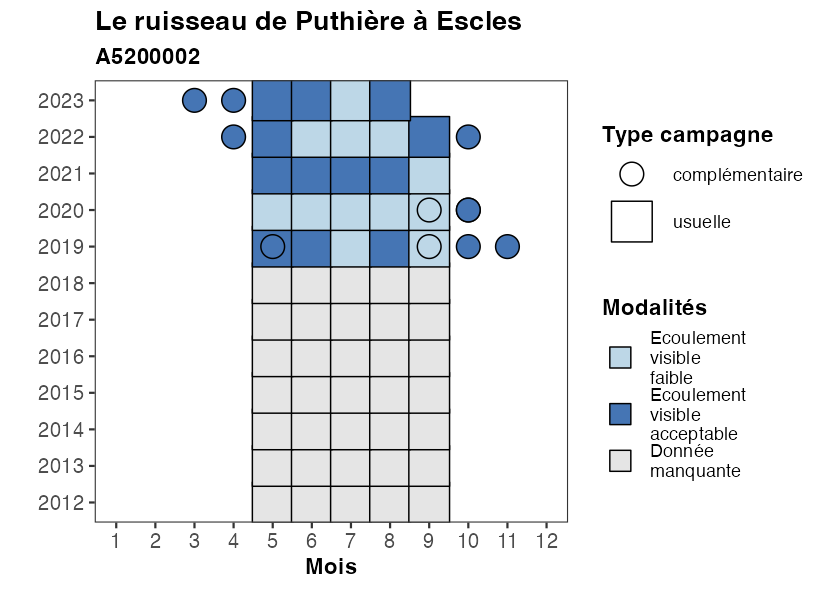 Le ruisseau de Puthière à Escles
A5200002
2023
2022
2021
2020
2019
2018
2017
2016
2015
2014
2013
2012
1 2 3 4 5 6 7 8 9 10 11 12
Mois
Type campagne
complémentaire
usuelle
Modalités
Ecoulement
visible
faible
Ecoulement
visible
acceptable
Donnée
manquante